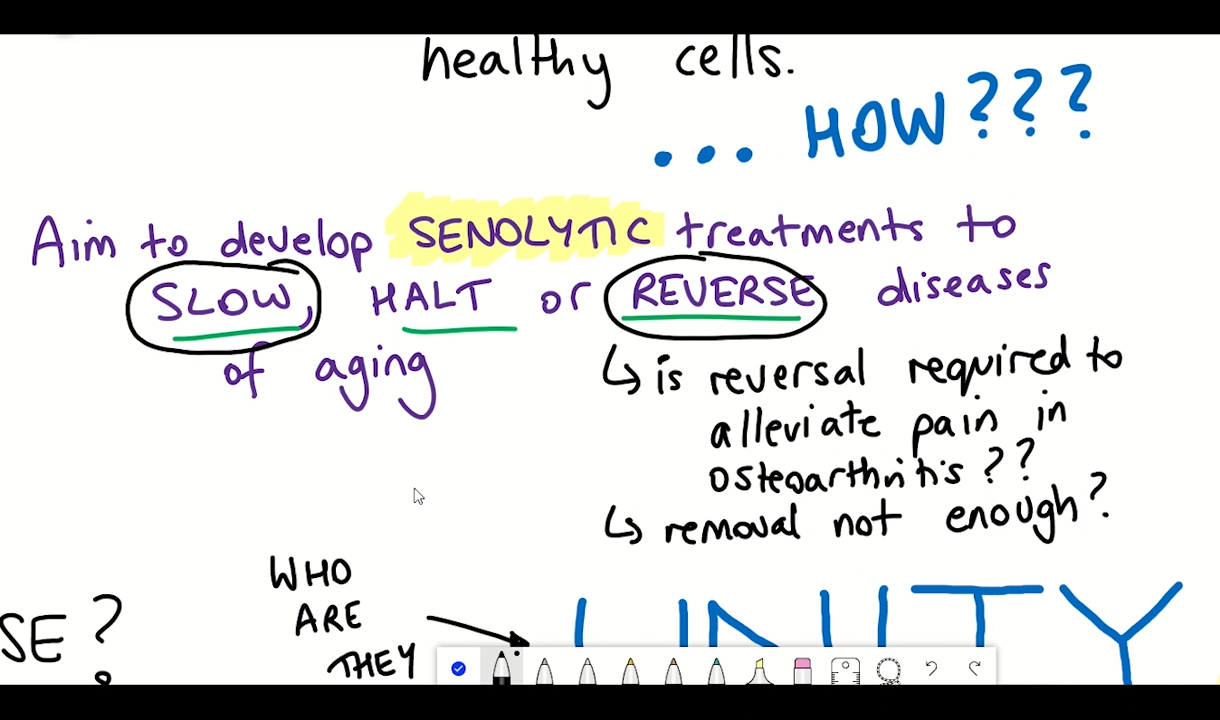 healthy cells.
... HOW???
Aim to develop SENOLYTIC treatments to
SLOW, HALT or REVERSE diseases
of aging
↳ is reversal required to
alleviate pain in
osteoarthritis??
↳ removal not enough?
WHO
ARE
THEY
SE?
UNITY